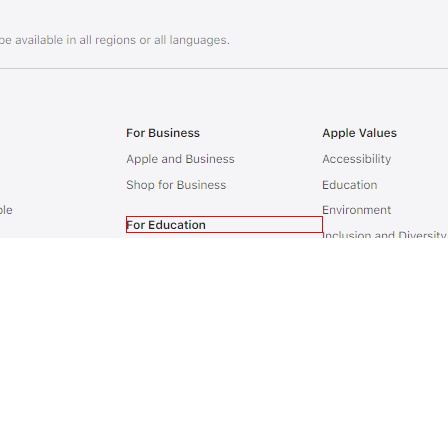 be available in all regions or all languages.
For Business
Apple and Business
Shop for Business
For Education
Apple Values
Accessibility
Education
Environment
Inclusion and Diversity